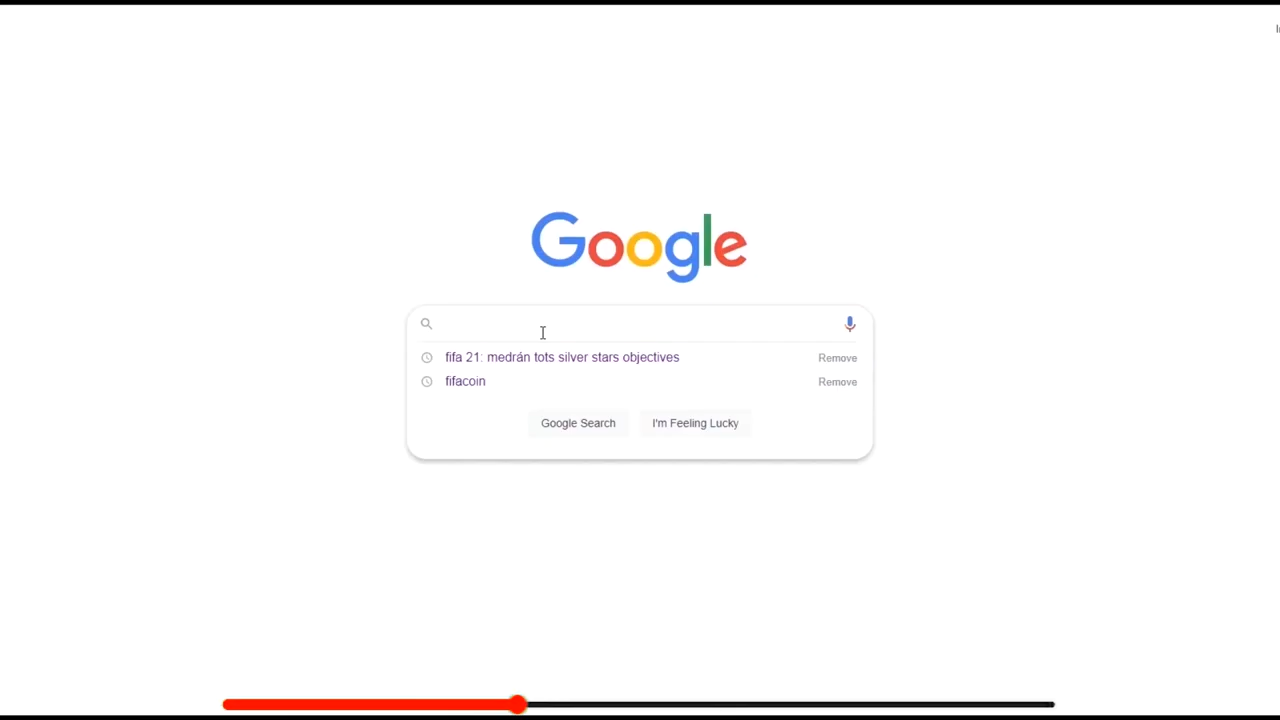 Google
fifa 21: medrán tots silver stars objectives Remove
fifacoin Remove
Google Search I'm Feeling Lucky